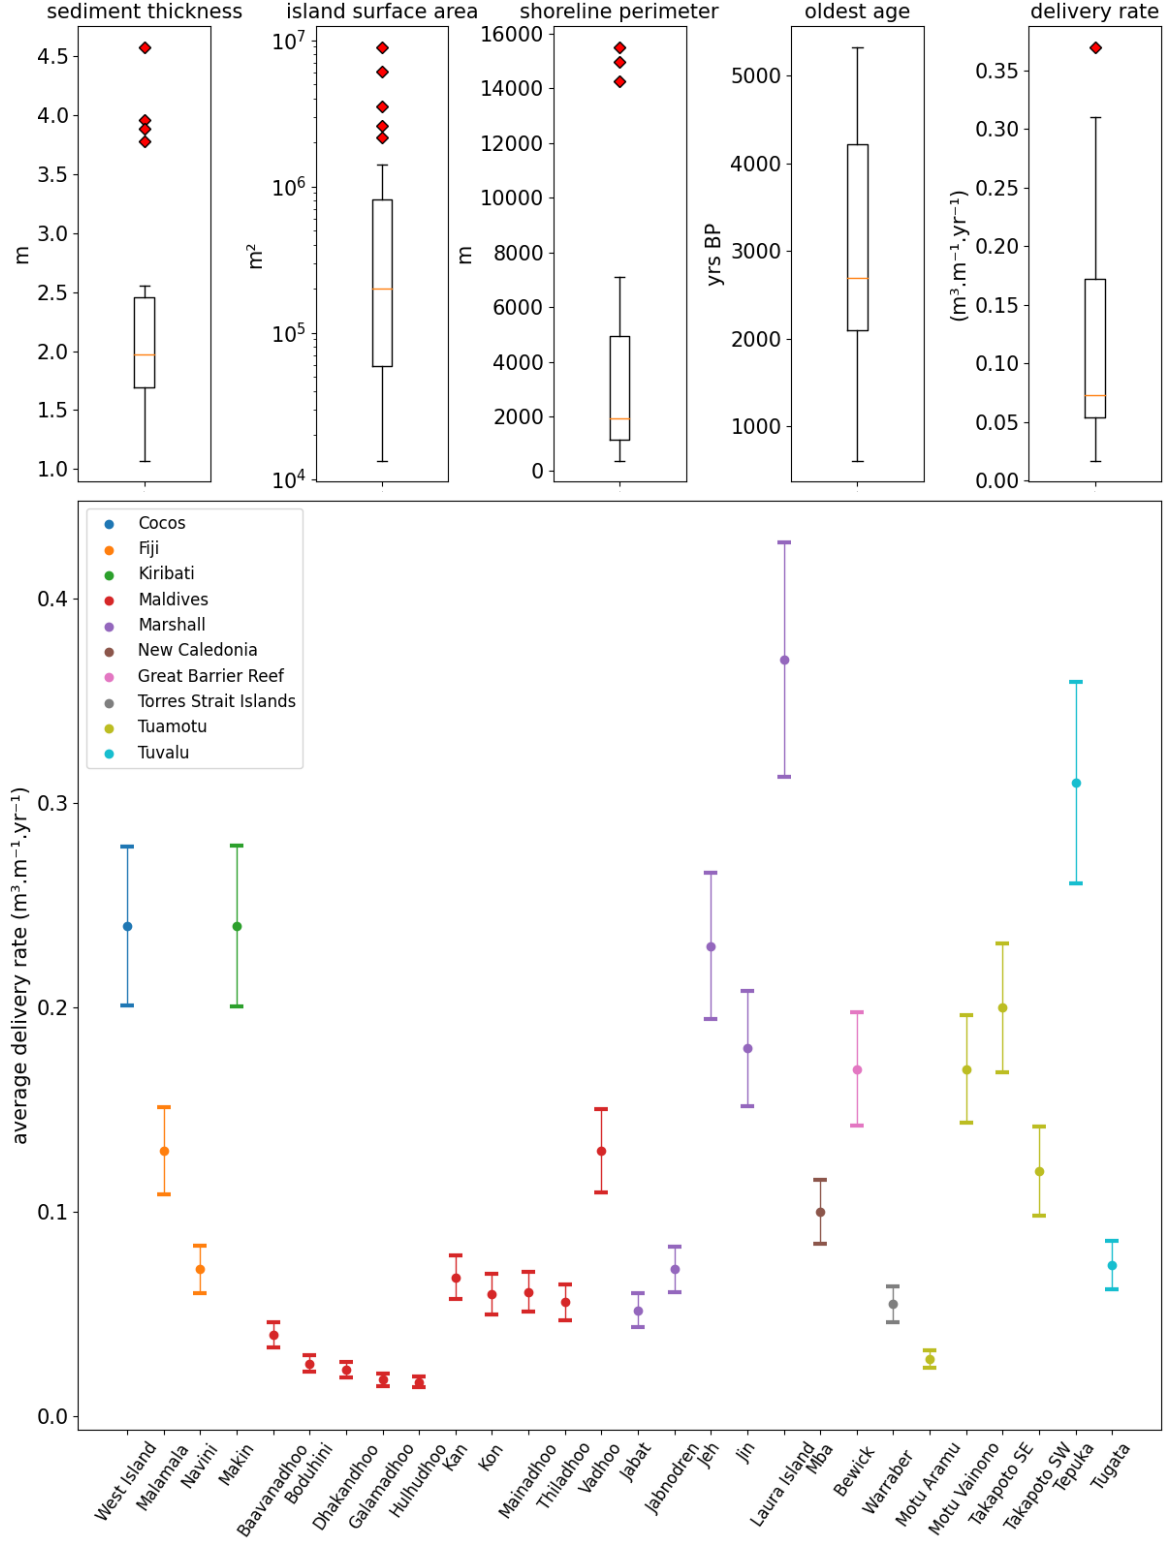 sediment thickness
island surface area
shoreline perimeter
oldest age
delivery rate
m
4.5
4.0
3.5
3.0
2.5
2.0
1.5
1.0
m²
10⁷
10⁶
10⁵
10⁴
m
16000
14000
12000
10000
8000
6000
4000
2000
0
yrs BP
5000
4000
3000
2000
1000
(m³.m⁻¹.yr⁻¹)
0.35
0.30
0.25
0.20
0.15
0.10
0.05
0.00
Cocos
Fiji
Kiribati
Maldives
Marshall
New Caledonia
Great Barrier Reef
Torres Strait Islands
Tuamotu
Tuvalu
average delivery rate (m³.m⁻¹.yr⁻¹)
0.4
0.3
0.2
0.1
0.0
West Island
Malamala
Navini
Makin
Baavanadhoo
Boduhini
Dhakandhoo
Galamadhoo
Hulhudhoo
Kan
Kon
Mainadhoo
Thiladhoo
Vadhoo
Jabat
Jabnodren
Jeh
Jin
Laura Island
Mba
Bewick
Warraber
Motu Aramu
Motu Vainono
Takapoto SE
Takapoto SW
Tepuka
Tugata